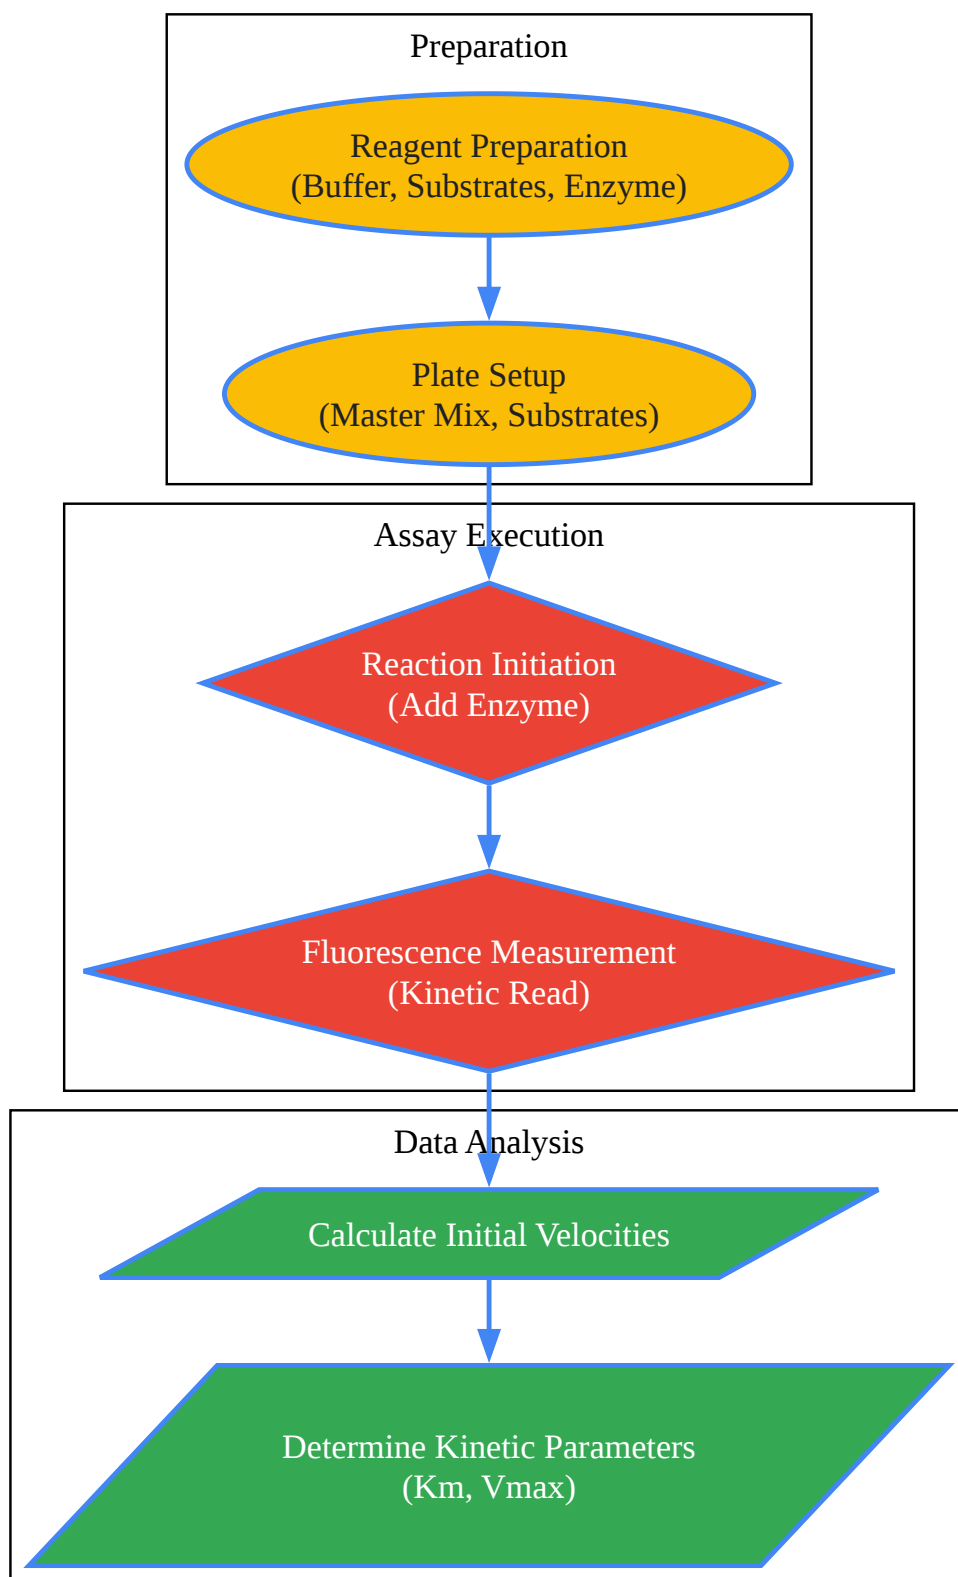 Preparation
Reagent Preparation
(Buffer, Substrates, Enzyme)
Plate Setup
(Master Mix, Substrates)
Assay Execution
Reaction Initiation
(Add Enzyme)
Fluorescence Measurement
(Kinetic Read)
Data Analysis
Calculate Initial Velocities
Determine Kinetic Parameters
(Km, Vmax)